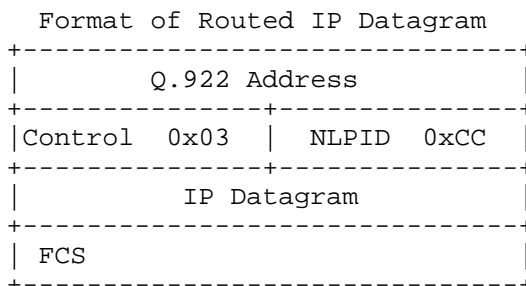 Format of Routed IP Datagram
Q.922 Address
Control 0x03 | NLPID 0xCC
IP Datagram
FCS